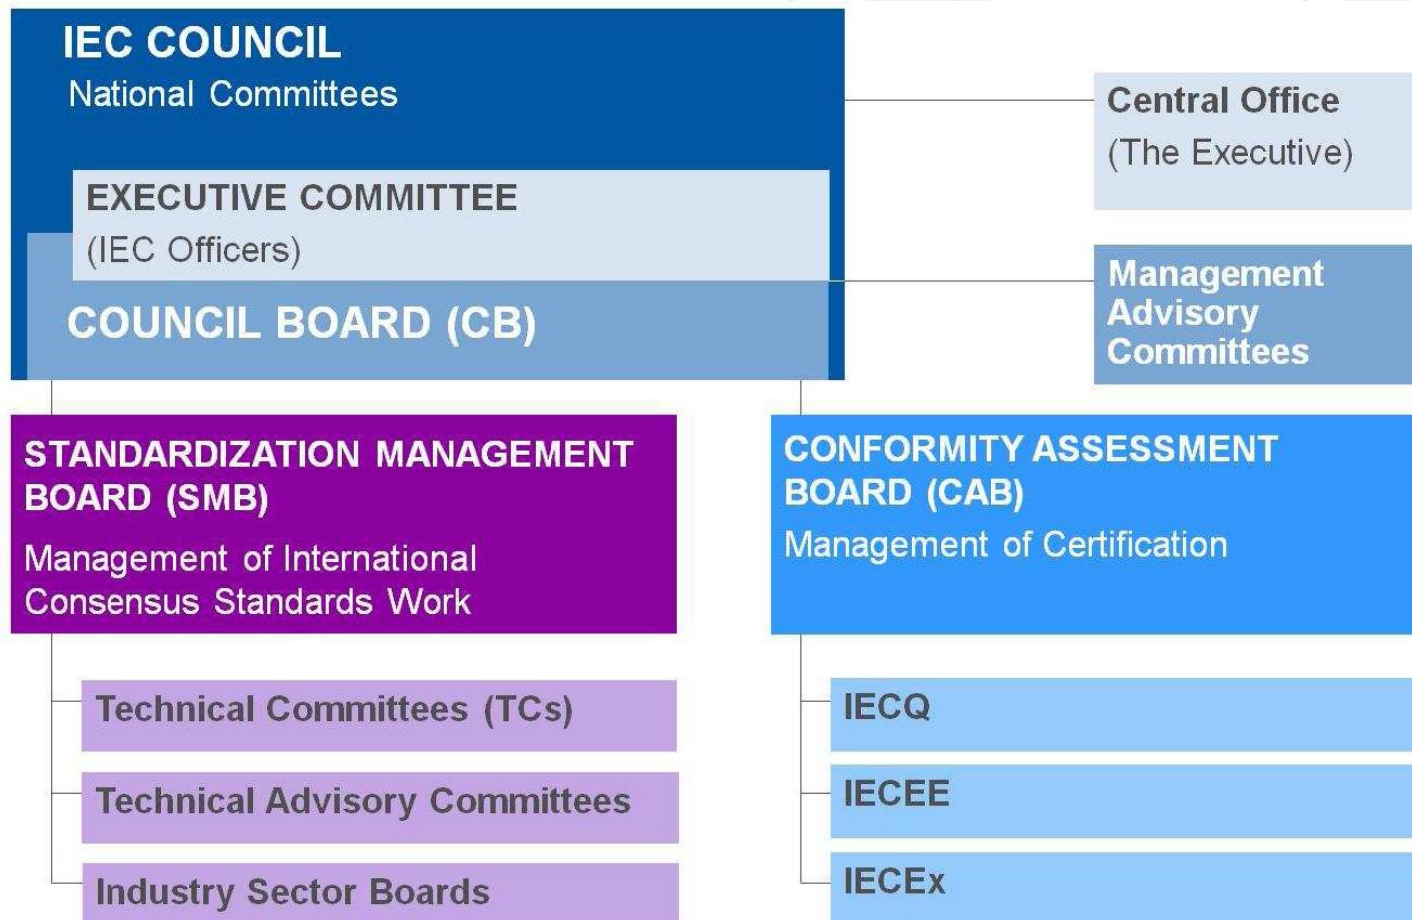 IEC COUNCIL
National Committees
Central Office
(The Executive)
EXECUTIVE COMMITTEE
(IEC Officers)
Management
Advisory
Committees
COUNCIL BOARD (CB)
STANDARDIZATION MANAGEMENT
BOARD (SMB)
Management of International
Consensus Standards Work
CONFORMITY ASSESSMENT
BOARD (CAB)
Management of Certification
Technical Committees (TCs)
Technical Advisory Committees
Industry Sector Boards
IECQ
IECEE
IECEx